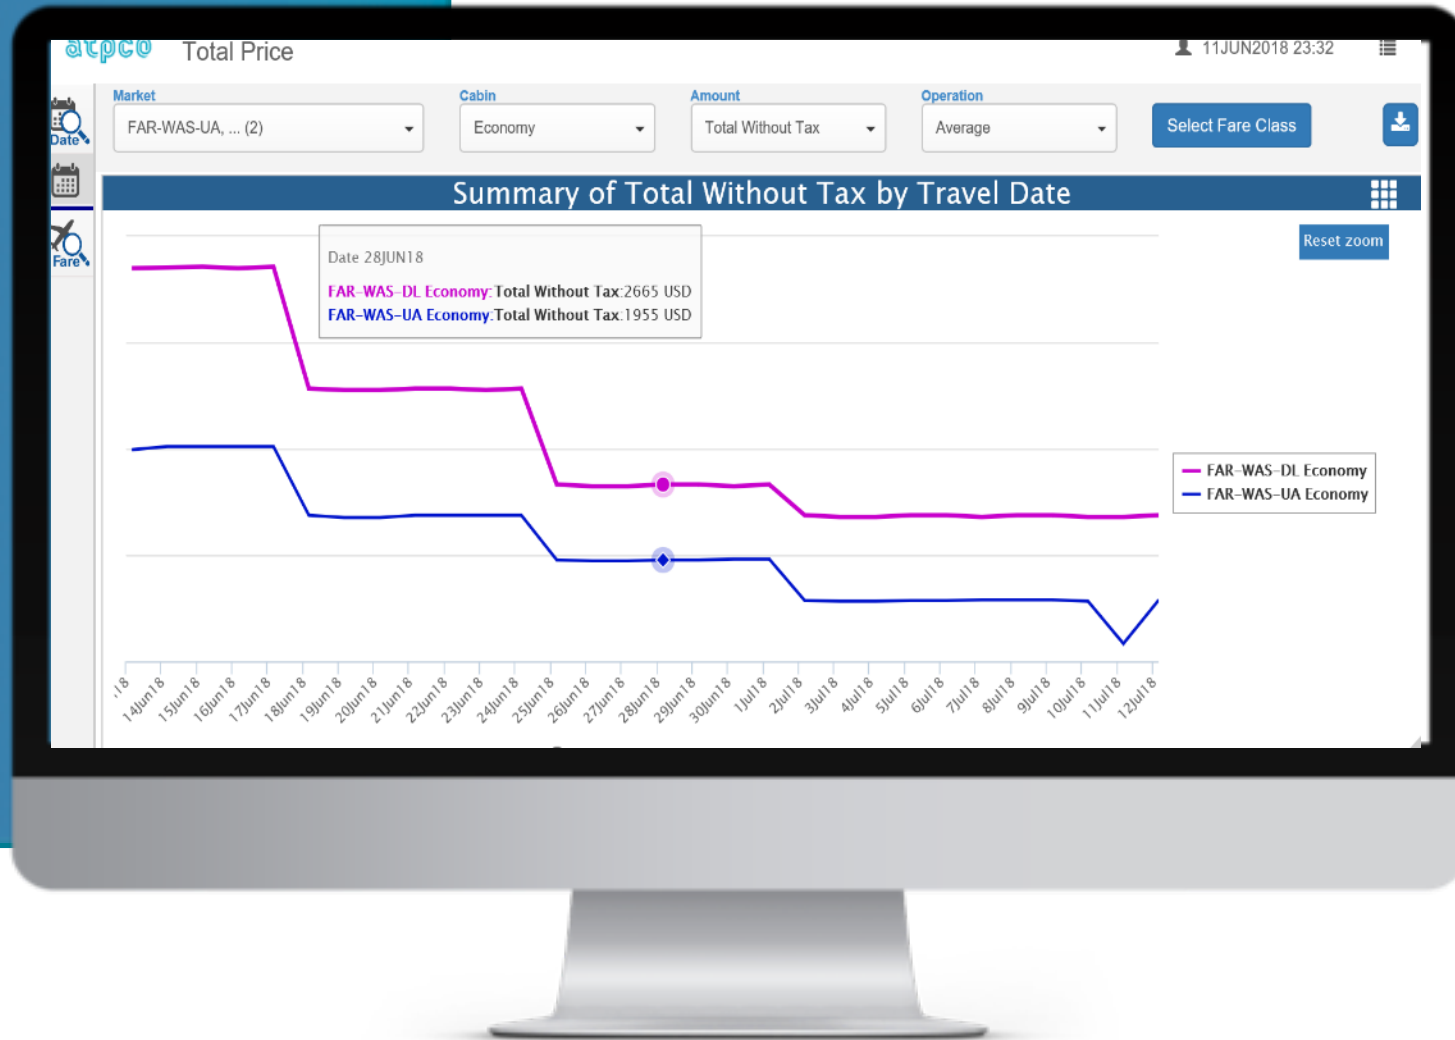 atpco Total Price 11JUN2018 23:32
Market Cabin Amount Operation
FAR-WAS-UA, ... (2) Economy Total Without Tax Average Select Fare Class
Date
Fare
Summary of Total Without Tax by Travel Date
Reset zoom
Date 28JUN18
FAR-WAS-DL Economy:Total Without Tax:2665 USD
FAR-WAS-UA Economy:Total Without Tax:1955 USD
FAR-WAS-DL Economy
FAR-WAS-UA Economy
14Jun18 15Jun18 16Jun18 17Jun18 18Jun18 19Jun18 20Jun18 21Jun18 22Jun18 23Jun18 24Jun18 25Jun18 26Jun18 27Jun18 28Jun18 29Jun18 30Jun18 1Jul18 2Jul18 3Jul18 4Jul18 5Jul18 6Jul18 7Jul18 8Jul18 9Jul18 10Jul18 11Jul18 12Jul18